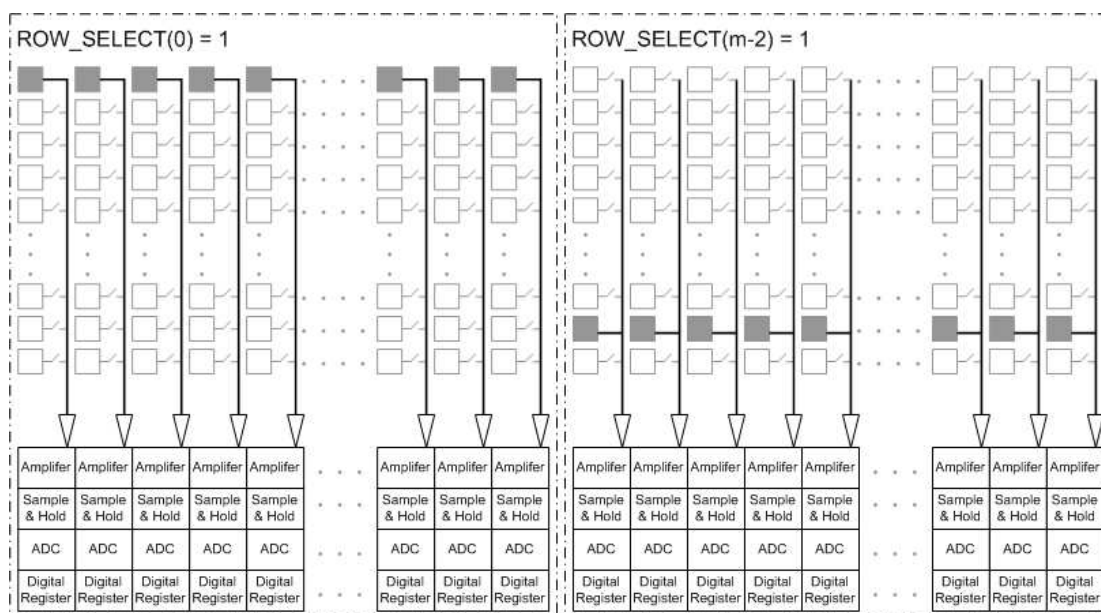 ROW_SELECT(0) = 1
Amplifer Amplifer Amplifer Amplifer Amplifer Amplifer Amplifer Amplifer
Sample Sample Sample Sample Sample Sample Sample Sample
& Hold & Hold & Hold & Hold & Hold & Hold & Hold & Hold
ADC ADC ADC ADC ADC ADC ADC ADC
Digital Digital Digital Digital Digital Digital Digital Digital
Register Register Register Register Register Register Register Register
ROW_SELECT(m-2) = 1
Amplifer Amplifer Amplifer Amplifer Amplifer Amplifer Amplifer Amplifer
Sample Sample Sample Sample Sample Sample Sample Sample
& Hold & Hold & Hold & Hold & Hold & Hold & Hold & Hold
ADC ADC ADC ADC ADC ADC ADC ADC
Digital Digital Digital Digital Digital Digital Digital Digital
Register Register Register Register Register Register Register Register